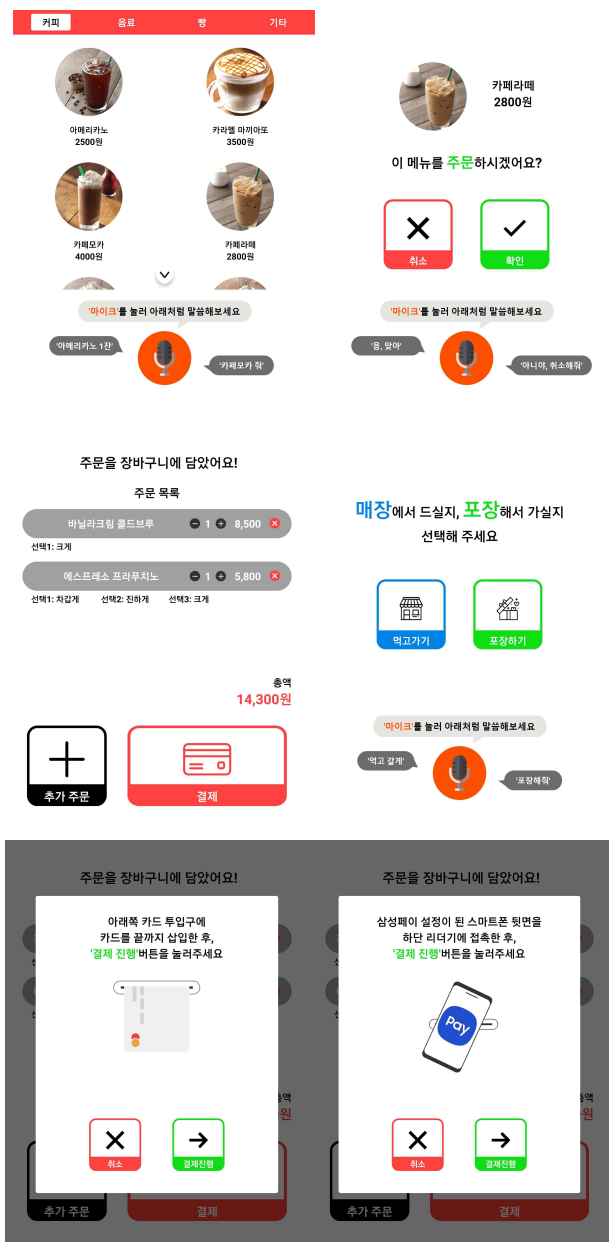 커피
음료
빵
기타
아메리카노
2500원
카라멜 마끼아또
3500원
카페모카
4000원
카페라떼
2800원
'마이크'를 눌러 아래처럼 말씀해보세요
'아메리카노 1잔'
'카페모카 줘'
카페라떼
2800원
이 메뉴를 주문하시겠어요?
취소
확인
'마이크'를 눌러 아래처럼 말씀해보세요
'응, 맞아'
'아니야, 취소해줘'
주문을 장바구니에 담았어요!
주문 목록
바닐라크림 콜드브루 1 8,500
선택1: 크게
에스프레소 프라푸치노 1 5,800
선택1: 차갑게 선택2: 진하게 선택3: 크게
총액
14,300원
추가 주문
결제
매장에서 드실지, 포장해서 가실지
선택해 주세요
먹고가기
포장하기
'마이크'를 눌러 아래처럼 말씀해보세요
'먹고 갈게'
'포장해줘'
주문을 장바구니에 담았어요!
아래쪽 카드 투입구에
카드를 끝까지 삽입한 후,
'결제 진행'버튼을 눌러주세요
취소
결제진행
총액
원
추가 주문
결제
주문을 장바구니에 담았어요!
삼성페이 설정이 된 스마트폰 뒷면을
하단 리더기에 접촉한 후,
'결제 진행'버튼을 눌러주세요
Pay
취소
결제진행
총액
원
추가 주문
결제